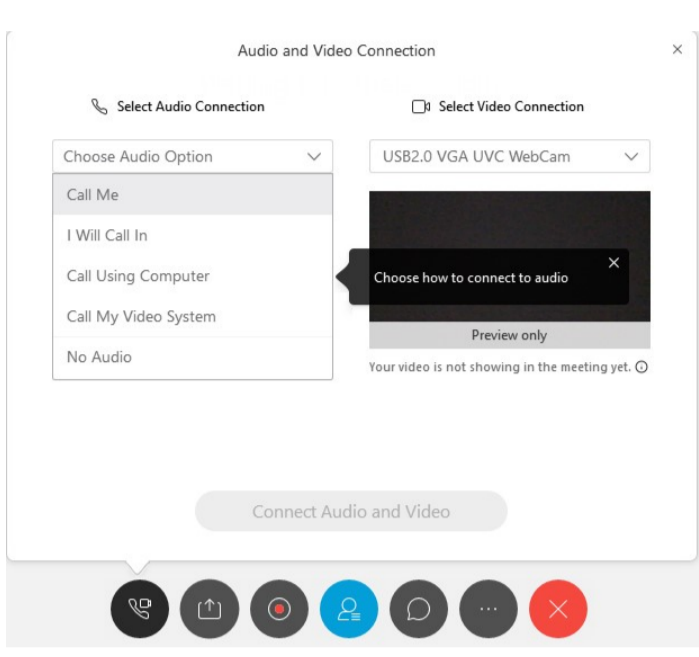 Audio and Video Connection
Select Audio Connection
Select Video Connection
Choose Audio Option
USB2.0 VGA UVC WebCam
Call Me
I Will Call In
Call Using Computer
Choose how to connect to audio
Call My Video System
Preview only
No Audio
Your video is not showing in the meeting yet.
Connect Audio and Video